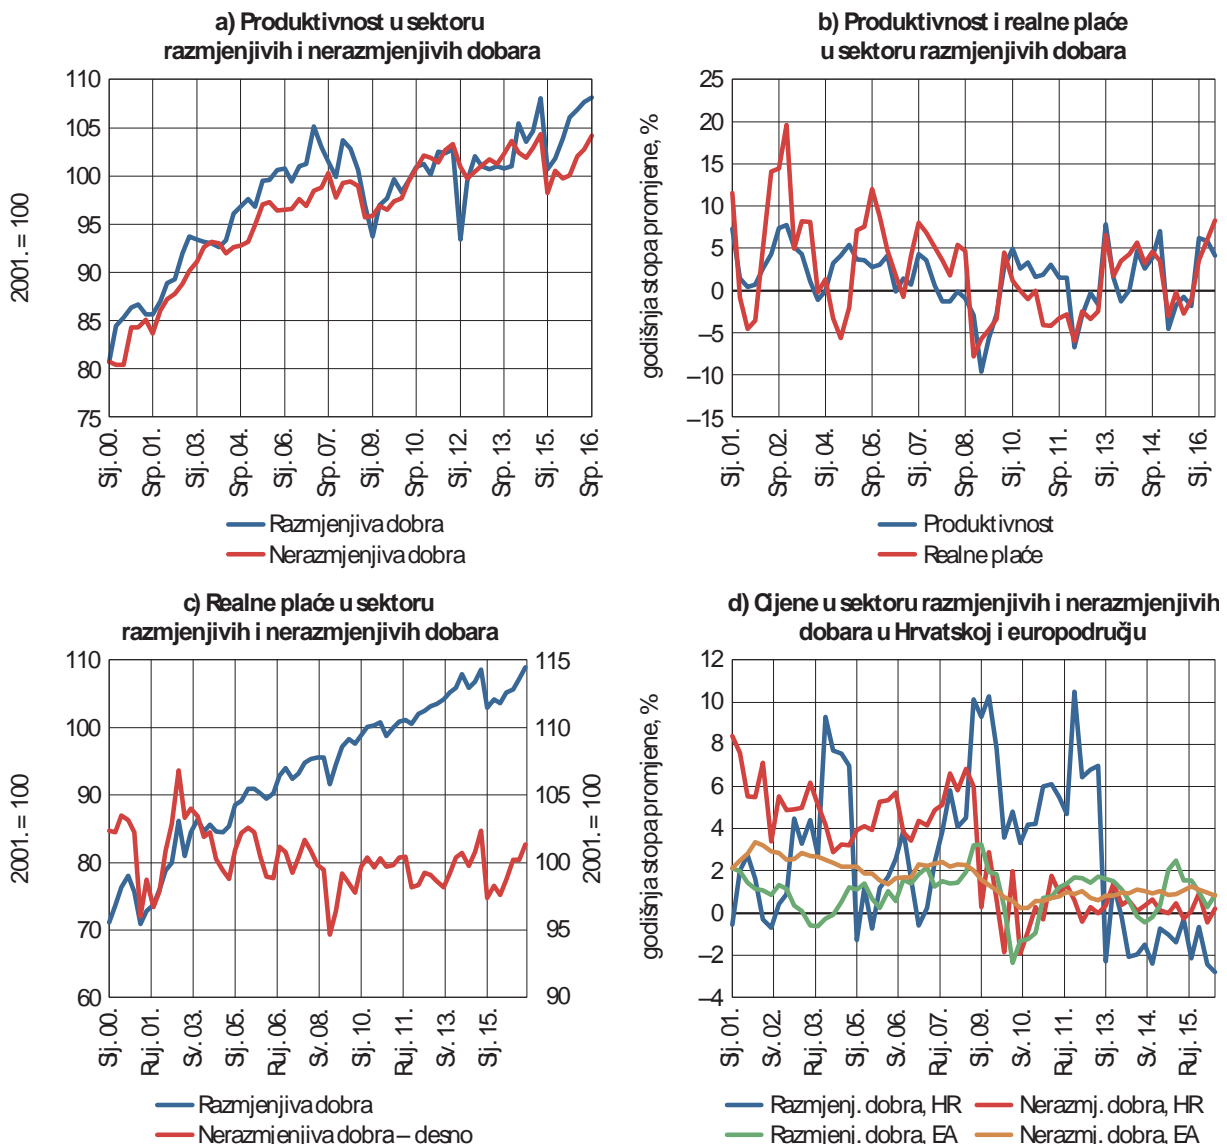 a) Produktivnost u sektoru
razmjenjivih i nerazmjenjivih dobara
2001. = 100
110
105
100
95
90
85
80
75
Sij. 00.
Srp. 01.
Sij. 03.
Srp. 04.
Sij. 06.
Srp. 07.
Sij. 09.
Srp. 10.
Sij. 12.
Srp. 13.
Sij. 15.
Srp. 16.
Razmjenjiva dobra
Nerazmjenjiva dobra
b) Produktivnost i realne plaće
u sektoru razmjenjivih dobara
godišnja stopa promjene, %
25
20
15
10
5
0
–5
–10
–15
Sij. 01.
Srp. 02.
Sij. 04.
Srp. 05.
Sij. 07.
Srp. 08.
Sij. 10.
Srp. 11.
Sij. 13.
Srp. 14.
Sij. 16.
Produktivnost
Realne plaće
c) Realne plaće u sektoru
razmjenjivih i nerazmjenjivih dobara
2001. = 100
110
100
90
80
70
60
115
110
105
100
95
90
2001. = 100
Sij. 00.
Ruj. 01.
Sv. 03.
Sij. 05.
Ruj. 06.
Sv. 08.
Sij. 10.
Ruj. 11.
Sv. 13.
Sij. 15.
Razmjenjiva dobra
Nerazmjenjiva dobra – desno
d) Cijene u sektoru razmjenjivih i nerazmjenjivih
dobara u Hrvatskoj i europodručju
godišnja stopa promjene, %
12
10
8
6
4
2
0
–2
–4
Sij. 01.
Sv. 02.
Ruj. 03.
Sij. 05.
Sv. 06.
Ruj. 07.
Sij. 09.
Sv. 10.
Ruj. 11.
Sij. 13.
Sv. 14.
Ruj. 15.
Razmjenj. dobra, HR
Nerazmj. dobra, HR
Razmjenj. dobra, EA
Nerazmj. dobra, EA